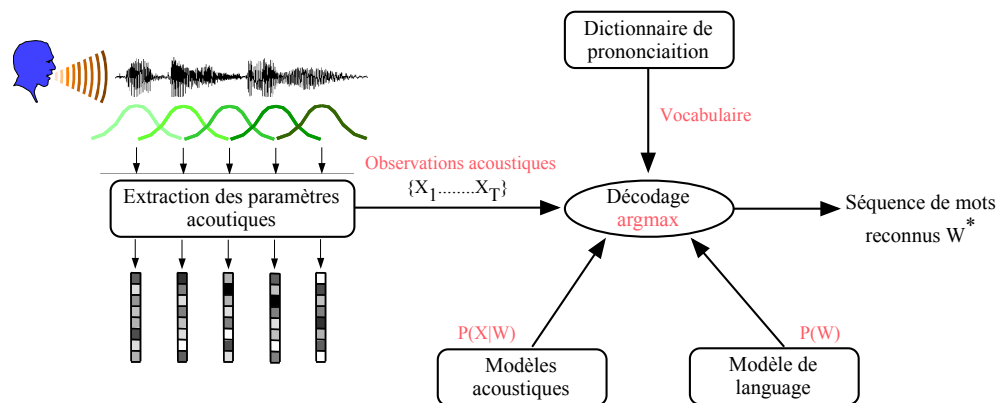 Dictionnaire de
prononciaition
Vocabulaire
Observations acoustiques
{X1........XT}
Extraction des paramètres
acoutiques
Décodage
argmax
Séquence de mots
reconnus W*
P(X|W)
P(W)
Modèles
acoustiques
Modèle de
language